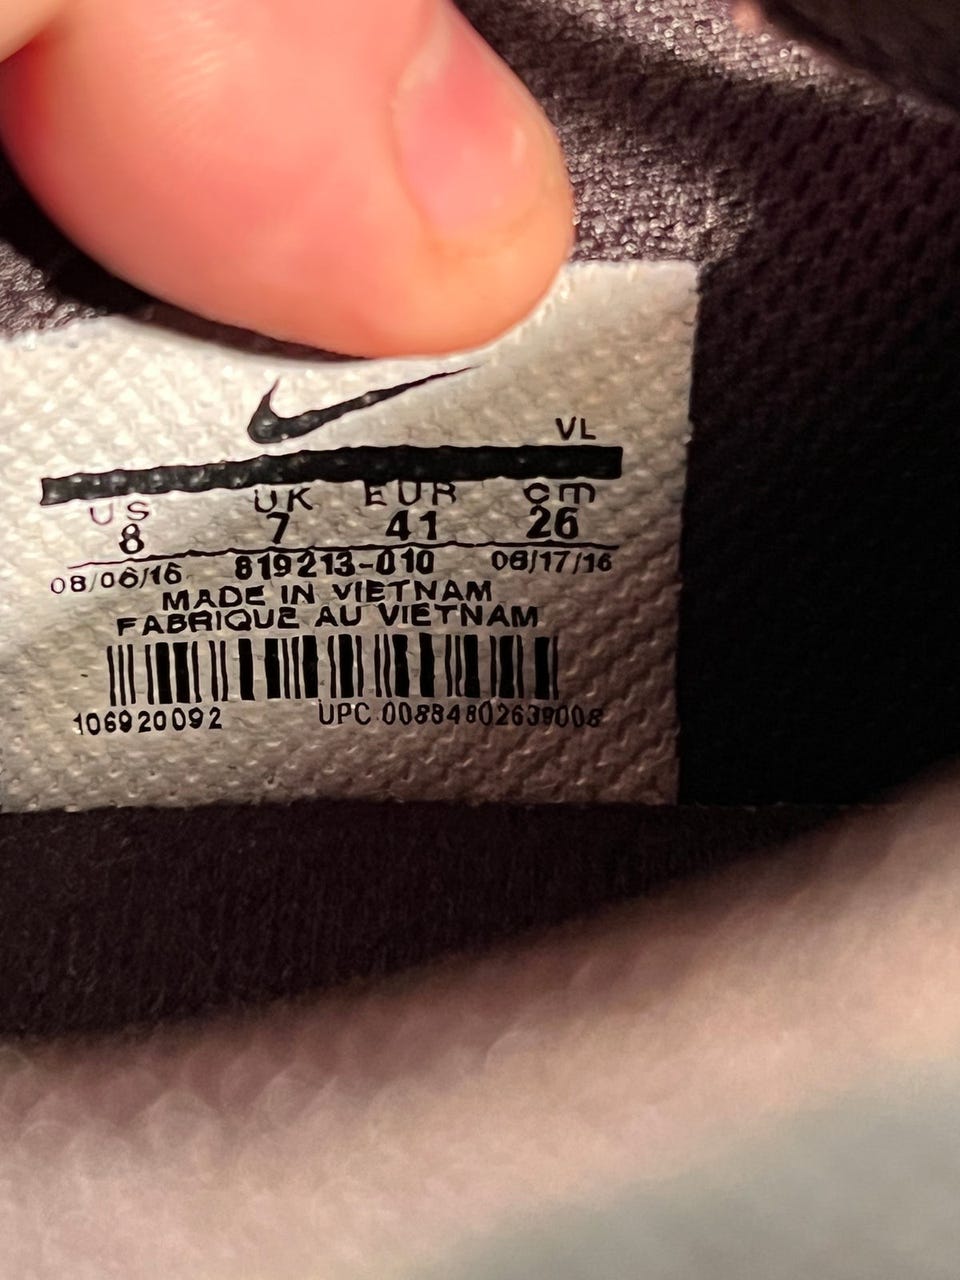 VL
US UK EUR cm
8 7 41 26
08/06/16 819213-010 08/17/16
MADE IN VIETNAM
FABRIQUE AU VIETNAM
106920092 UPC 00884802639008